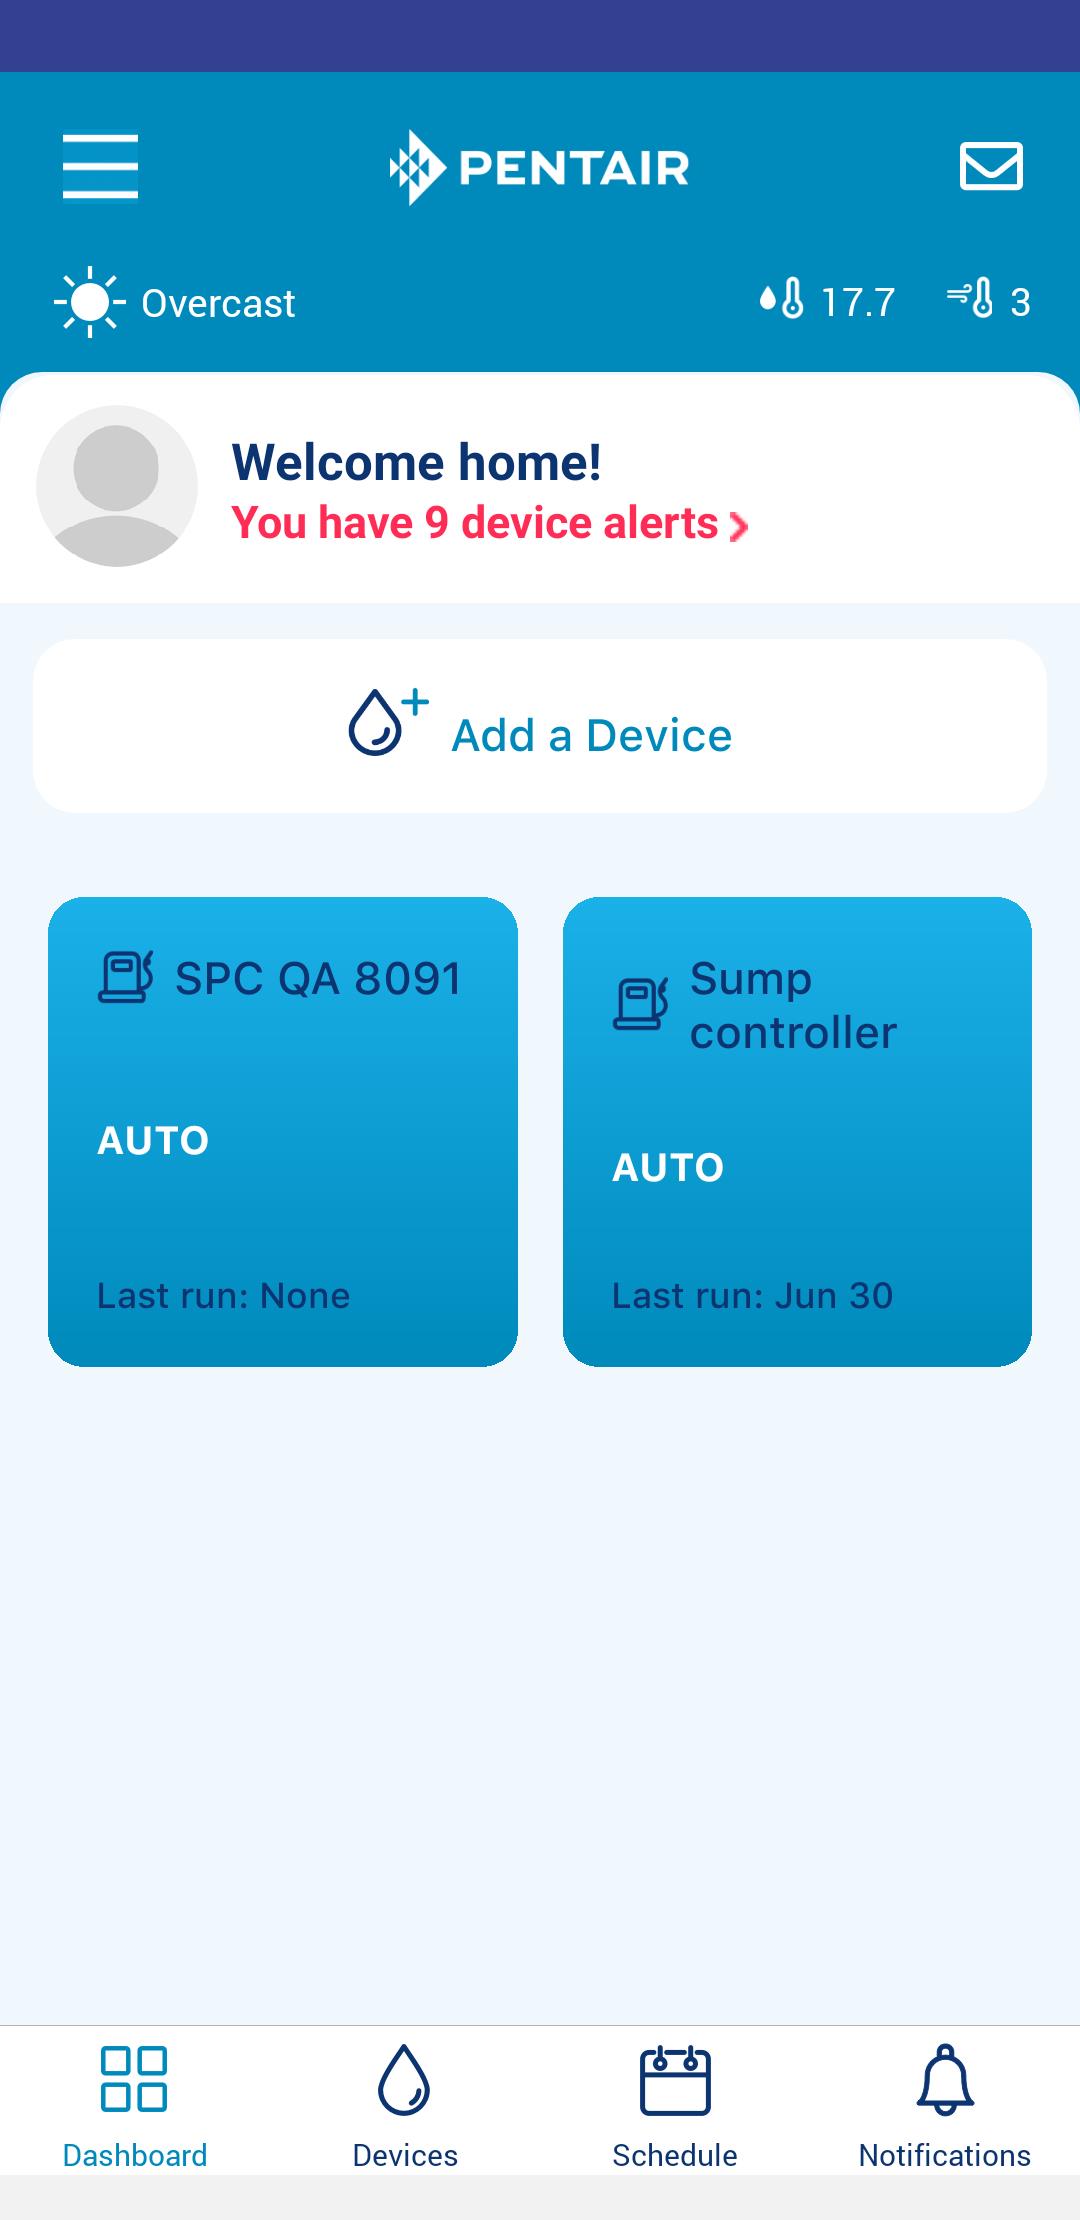 PENTAIR
Overcast
17.7
3
Welcome home!
You have 9 device alerts
Add a Device
SPC QA 8091
AUTO
Last run: None
Sump
controller
AUTO
Last run: Jun 30
Dashboard
Devices
Schedule
Notifications